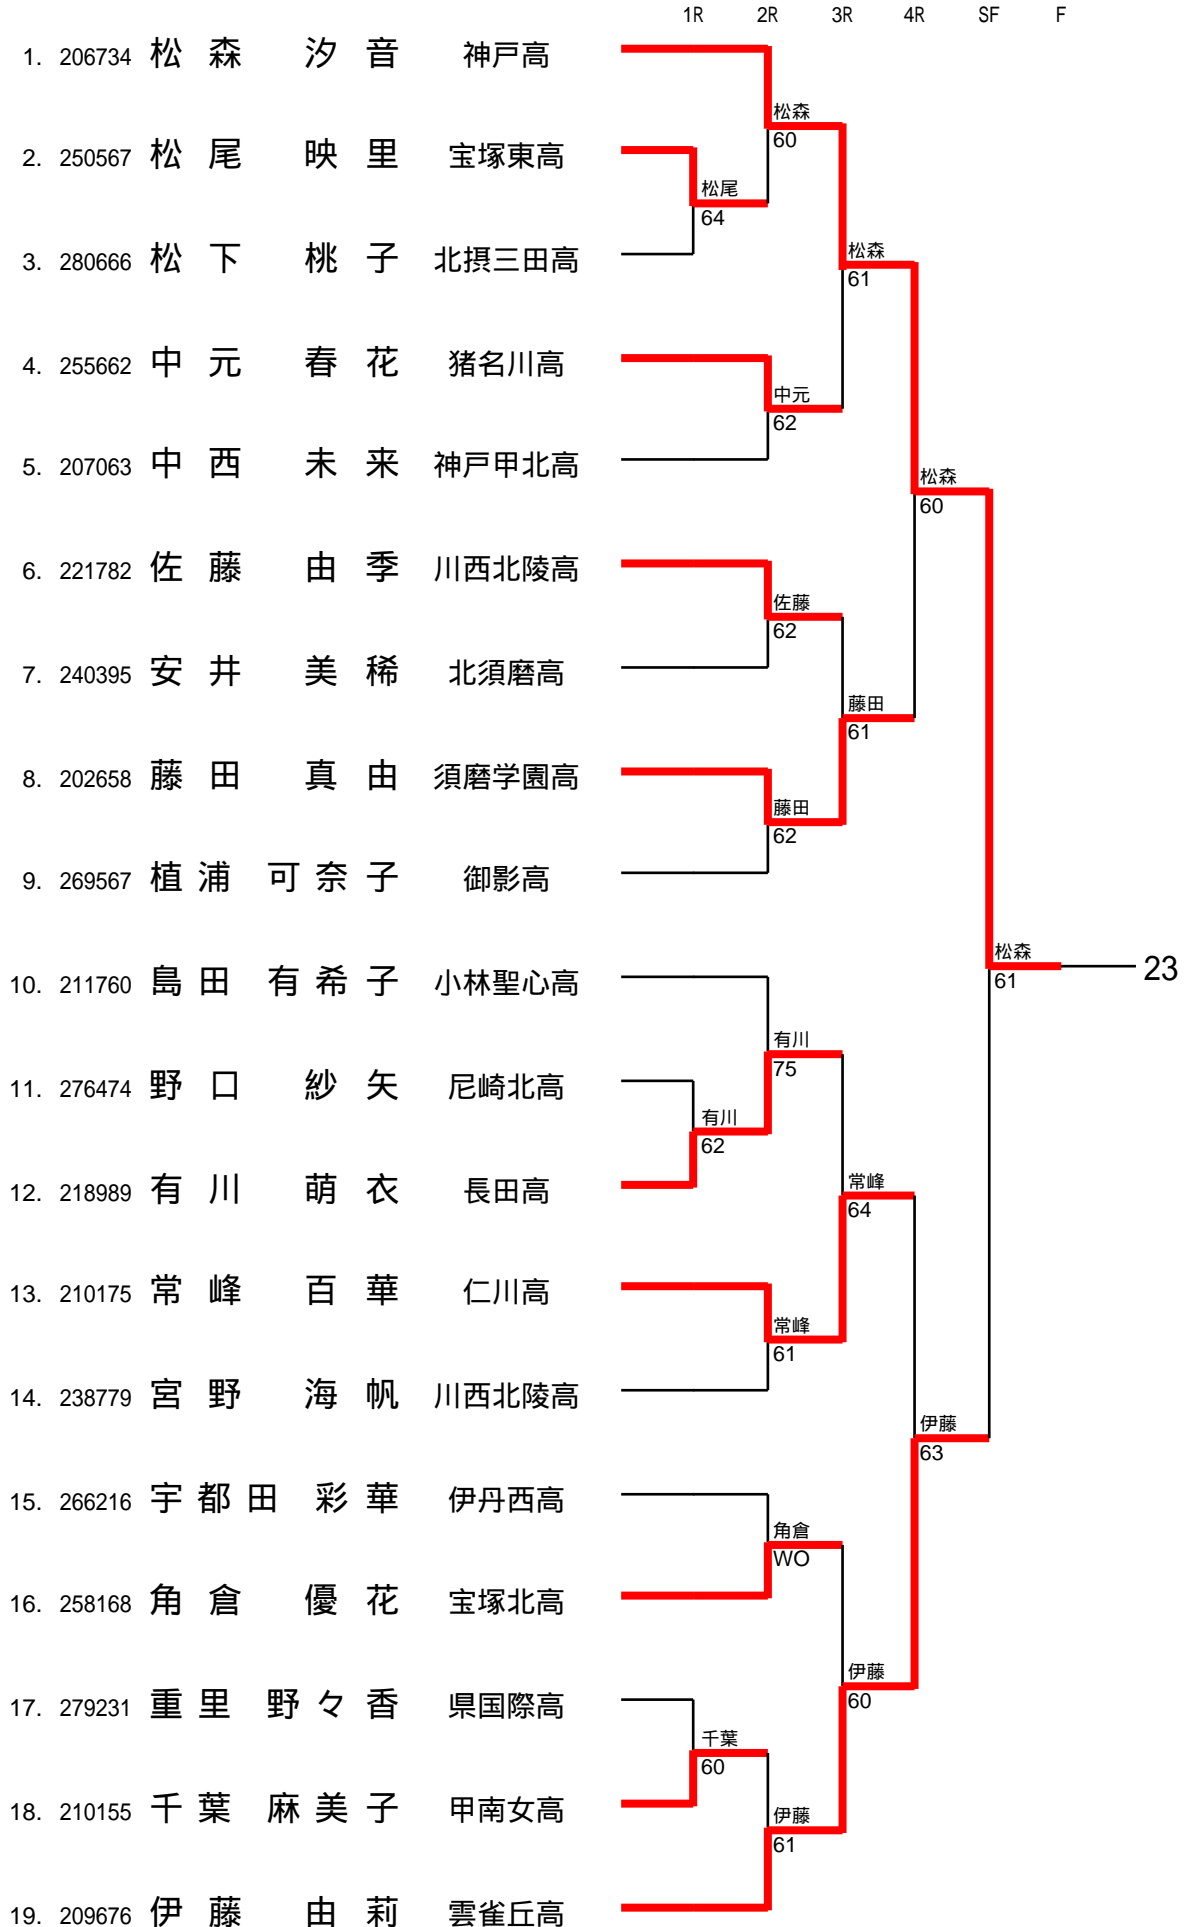 1R 2R 3R 4R SF F
1. 206734 松 森 汐 音 神戸高
松森
60
2. 250567 松 尾 映 里 宝塚東高
松尾
64
3. 280666 松 下 桃 子 北摂三田高
松森
61
4. 255662 中 元 春 花 猪名川高
中元
62
5. 207063 中 西 未 来 神戸甲北高
松森
60
6. 221782 佐 藤 由 季 川西北陵高
佐藤
62
7. 240395 安 井 美 稀 北須磨高
藤田
61
8. 202658 藤 田 真 由 須磨学園高
藤田
62
9. 269567 植 浦 可 奈 子 御影高
松森
61
23
10. 211760 島 田 有 希 子 小林聖心高
有川
75
11. 276474 野 口 紗 矢 尼崎北高
有川
62
12. 218989 有 川 萌 衣 長田高
常峰
64
13. 210175 常 峰 百 華 仁川高
常峰
61
14. 238779 宮 野 海 帆 川西北陵高
伊藤
63
15. 266216 宇 都 田 彩 華 伊丹西高
角倉
WO
16. 258168 角 倉 優 花 宝塚北高
伊藤
60
17. 279231 重 里 野 々 香 県国際高
千葉
60
18. 210155 千 葉 麻 美 子 甲南女高
伊藤
61
19. 209676 伊 藤 由 莉 雲雀丘高